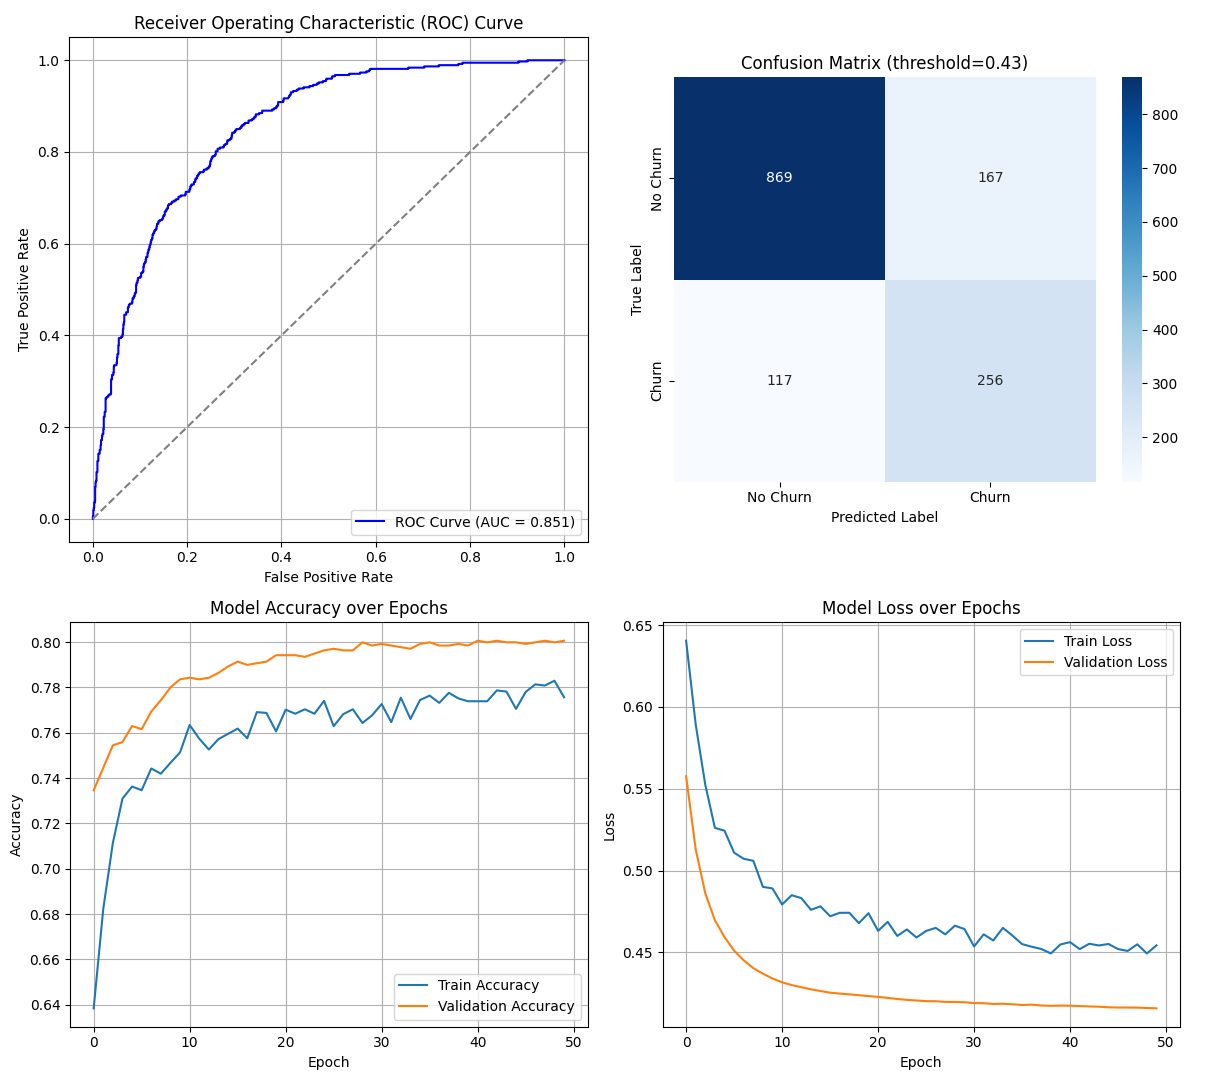 Receiver Operating Characteristic (ROC) Curve
1.0
0.8
0.6
0.4
0.2
0.0
True Positive Rate
0.0 0.2 0.4 0.6 0.8 1.0
False Positive Rate
ROC Curve (AUC = 0.851)
Confusion Matrix (threshold=0.43)
No Churn
Churn
True Label
869 167
117 256
No Churn Churn
Predicted Label
800
700
600
500
400
300
200
Model Accuracy over Epochs
0.80
0.78
0.76
0.74
0.72
0.70
0.68
0.66
0.64
Accuracy
0 10 20 30 40 50
Epoch
Train Accuracy
Validation Accuracy
Model Loss over Epochs
0.65
0.60
0.55
0.50
0.45
Loss
0 10 20 30 40 50
Epoch
Train Loss
Validation Loss